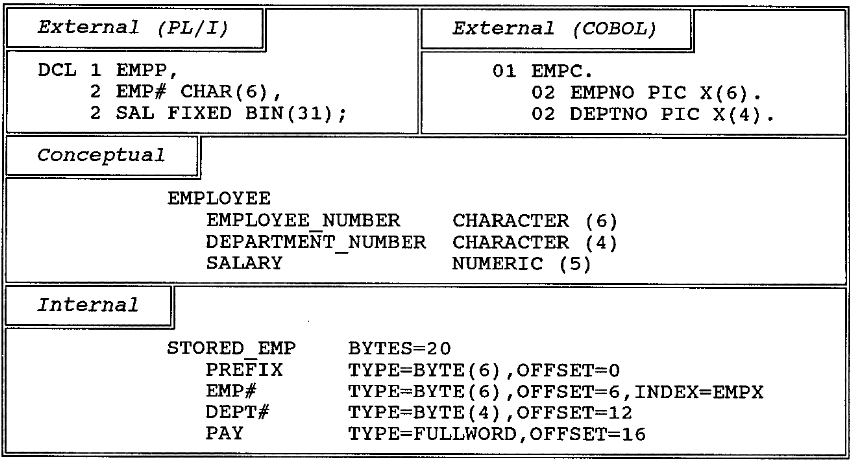 External (PL/I)
DCL 1 EMPP,
2 EMP# CHAR(6),
2 SAL FIXED BIN(31);
External (COBOL)
01 EMPC.
02 EMPNO PIC X(6).
02 DEPTNO PIC X(4).
Conceptual
EMPLOYEE
EMPLOYEE_NUMBER CHARACTER (6)
DEPARTMENT_NUMBER CHARACTER (4)
SALARY NUMERIC (5)
Internal
STORED_EMP BYTES=20
PREFIX TYPE=BYTE(6),OFFSET=0
EMP# TYPE=BYTE(6),OFFSET=6,INDEX=EMPX
DEPT# TYPE=BYTE(4),OFFSET=12
PAY TYPE=FULLWORD,OFFSET=16